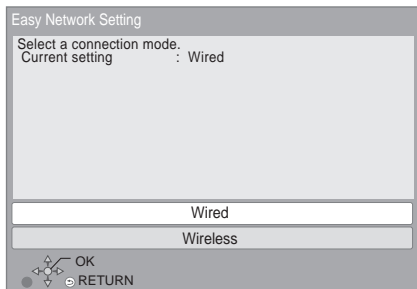 Easy Network Setting
Select a connection mode.
Current setting : Wired
Wired
Wireless
OK
RETURN